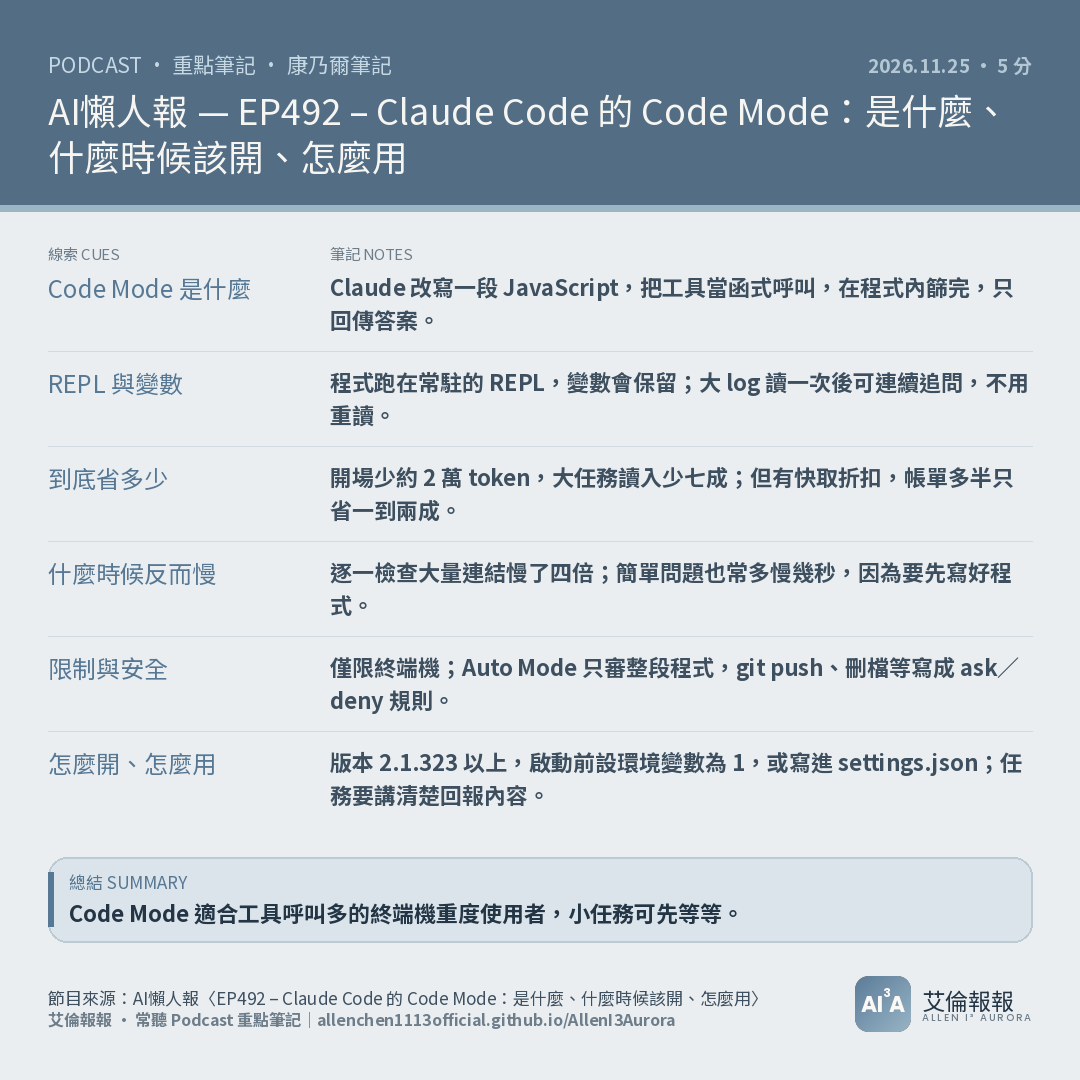 PODCAST • 重點筆記 • 康乃爾筆記
2026.11.25 • 5 分
AI懶人報 — EP492 – Claude Code 的 Code Mode：是什麼、
什麼時候該開、怎麼用
線索 CUES
筆記 NOTES
Code Mode 是什麼
Claude 改寫一段 JavaScript，把工具當函式呼叫，在程式內篩完，只
回傳答案。
REPL 與變數
程式跑在常駐的 REPL，變數會保留；大 log 讀一次後可連續追問，不用
重讀。
到底省多少
開場少約 2 萬 token，大任務讀入少七成；但有快取折扣，帳單多半只
省一到兩成。
什麼時候反而慢
逐一檢查大量連結慢了四倍；簡單問題也常多慢幾秒，因為要先寫好程
式。
限制與安全
僅限終端機；Auto Mode 只審整段程式，git push、刪檔等寫成 ask／
deny 規則。
怎麼開、怎麼用
版本 2.1.323 以上，啟動前設環境變數為 1，或寫進 settings.json；任
務要講清楚回報內容。
總結 SUMMARY
Code Mode 適合工具呼叫多的終端機重度使用者，小任務可先等等。
節目來源：AI懶人報〈EP492 – Claude Code 的 Code Mode：是什麼、什麼時候該開、怎麼用〉
艾倫報報 • 常聽 Podcast 重點筆記｜allenchen1113official.github.io/AllenI3Aurora
AI³A
艾倫報報
ALLEN I³ AURORA